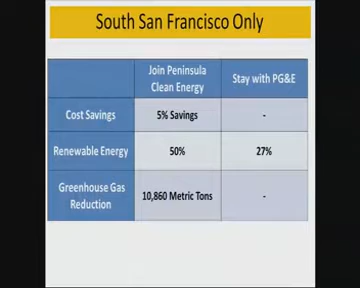 South San Francisco Only
Join Peninsula
Clean Energy
Stay with PG&E
Cost Savings
5% Savings
-
Renewable Energy
50%
27%
Greenhouse Gas
Reduction
10,860 Metric Tons
-